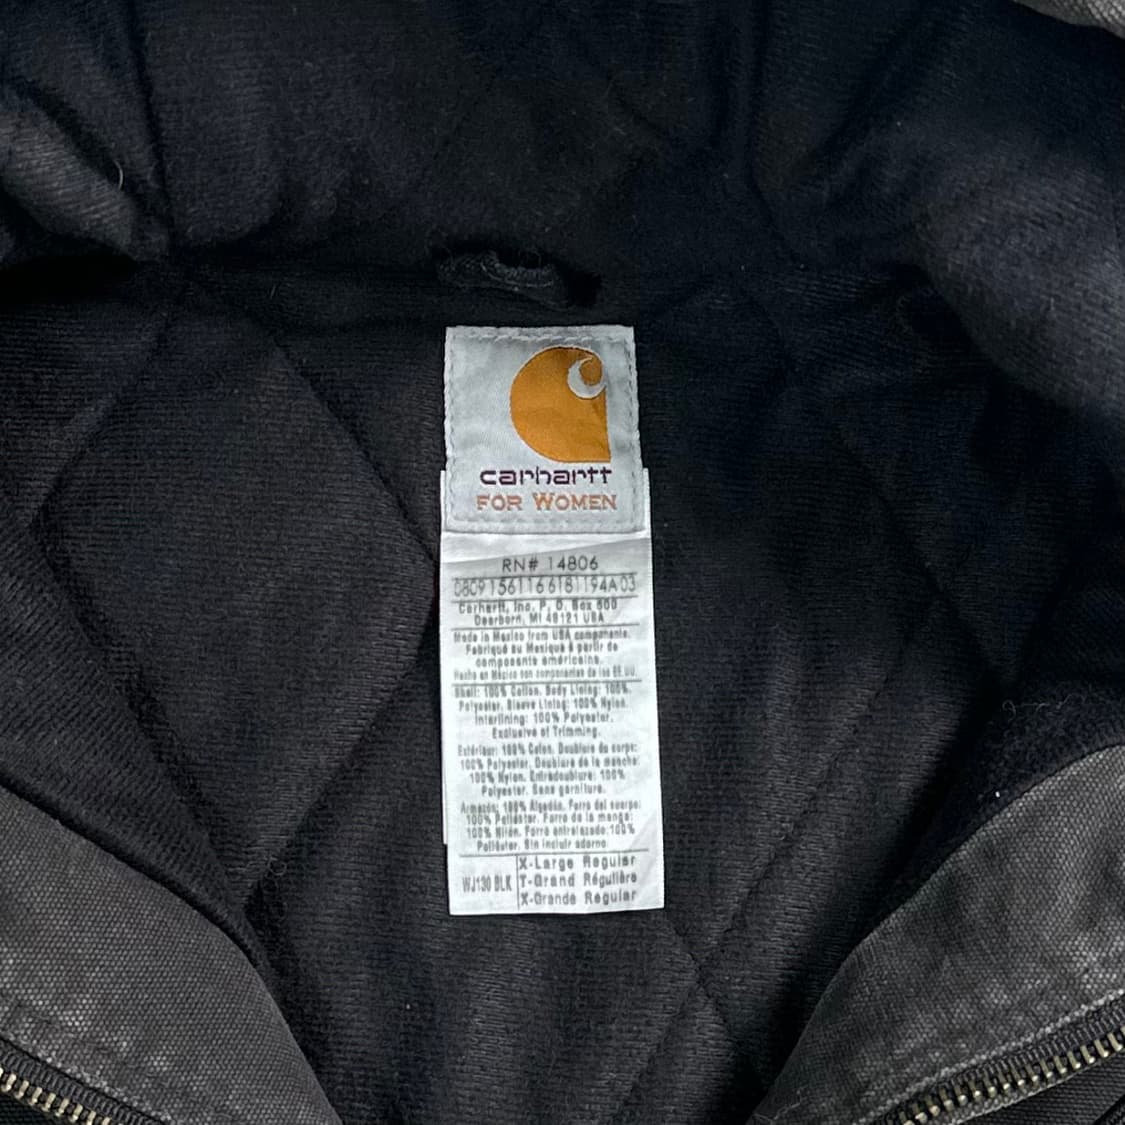 carhartt
FOR WOMEN
RN# 14806
0809156116618 1194A03
Carhartt, Inc. P. O. Box 600
Dearborn, MI 48121 USA
Made in Mexico from USA components.
Fabriqué au Mexique à partir de
composants américains.
Hecho en México con componentes de los EE.UU.
Shell: 100% Cotton. Body Lining: 100%
Polyester. Sleeve Lining: 100% Nylon.
Interlining: 100% Polyester.
Exclusive of Trimming.
Extérieur: 100% Coton. Doublure du corps:
100% Polyester. Doublure de la manche:
100% Nylon. Entredoublure: 100%
Polyester. Sans garniture.
Armazón: 100% Algodón. Forro del cuerpo:
100% Poliéster. Forro de la manga:
100% Nilón. Forro entrelazado: 100%
Poliéster. Sin incluir adorno.
WJ130 BLK
X-Large Regular
T-Grand Régulière
X-Grande Regular